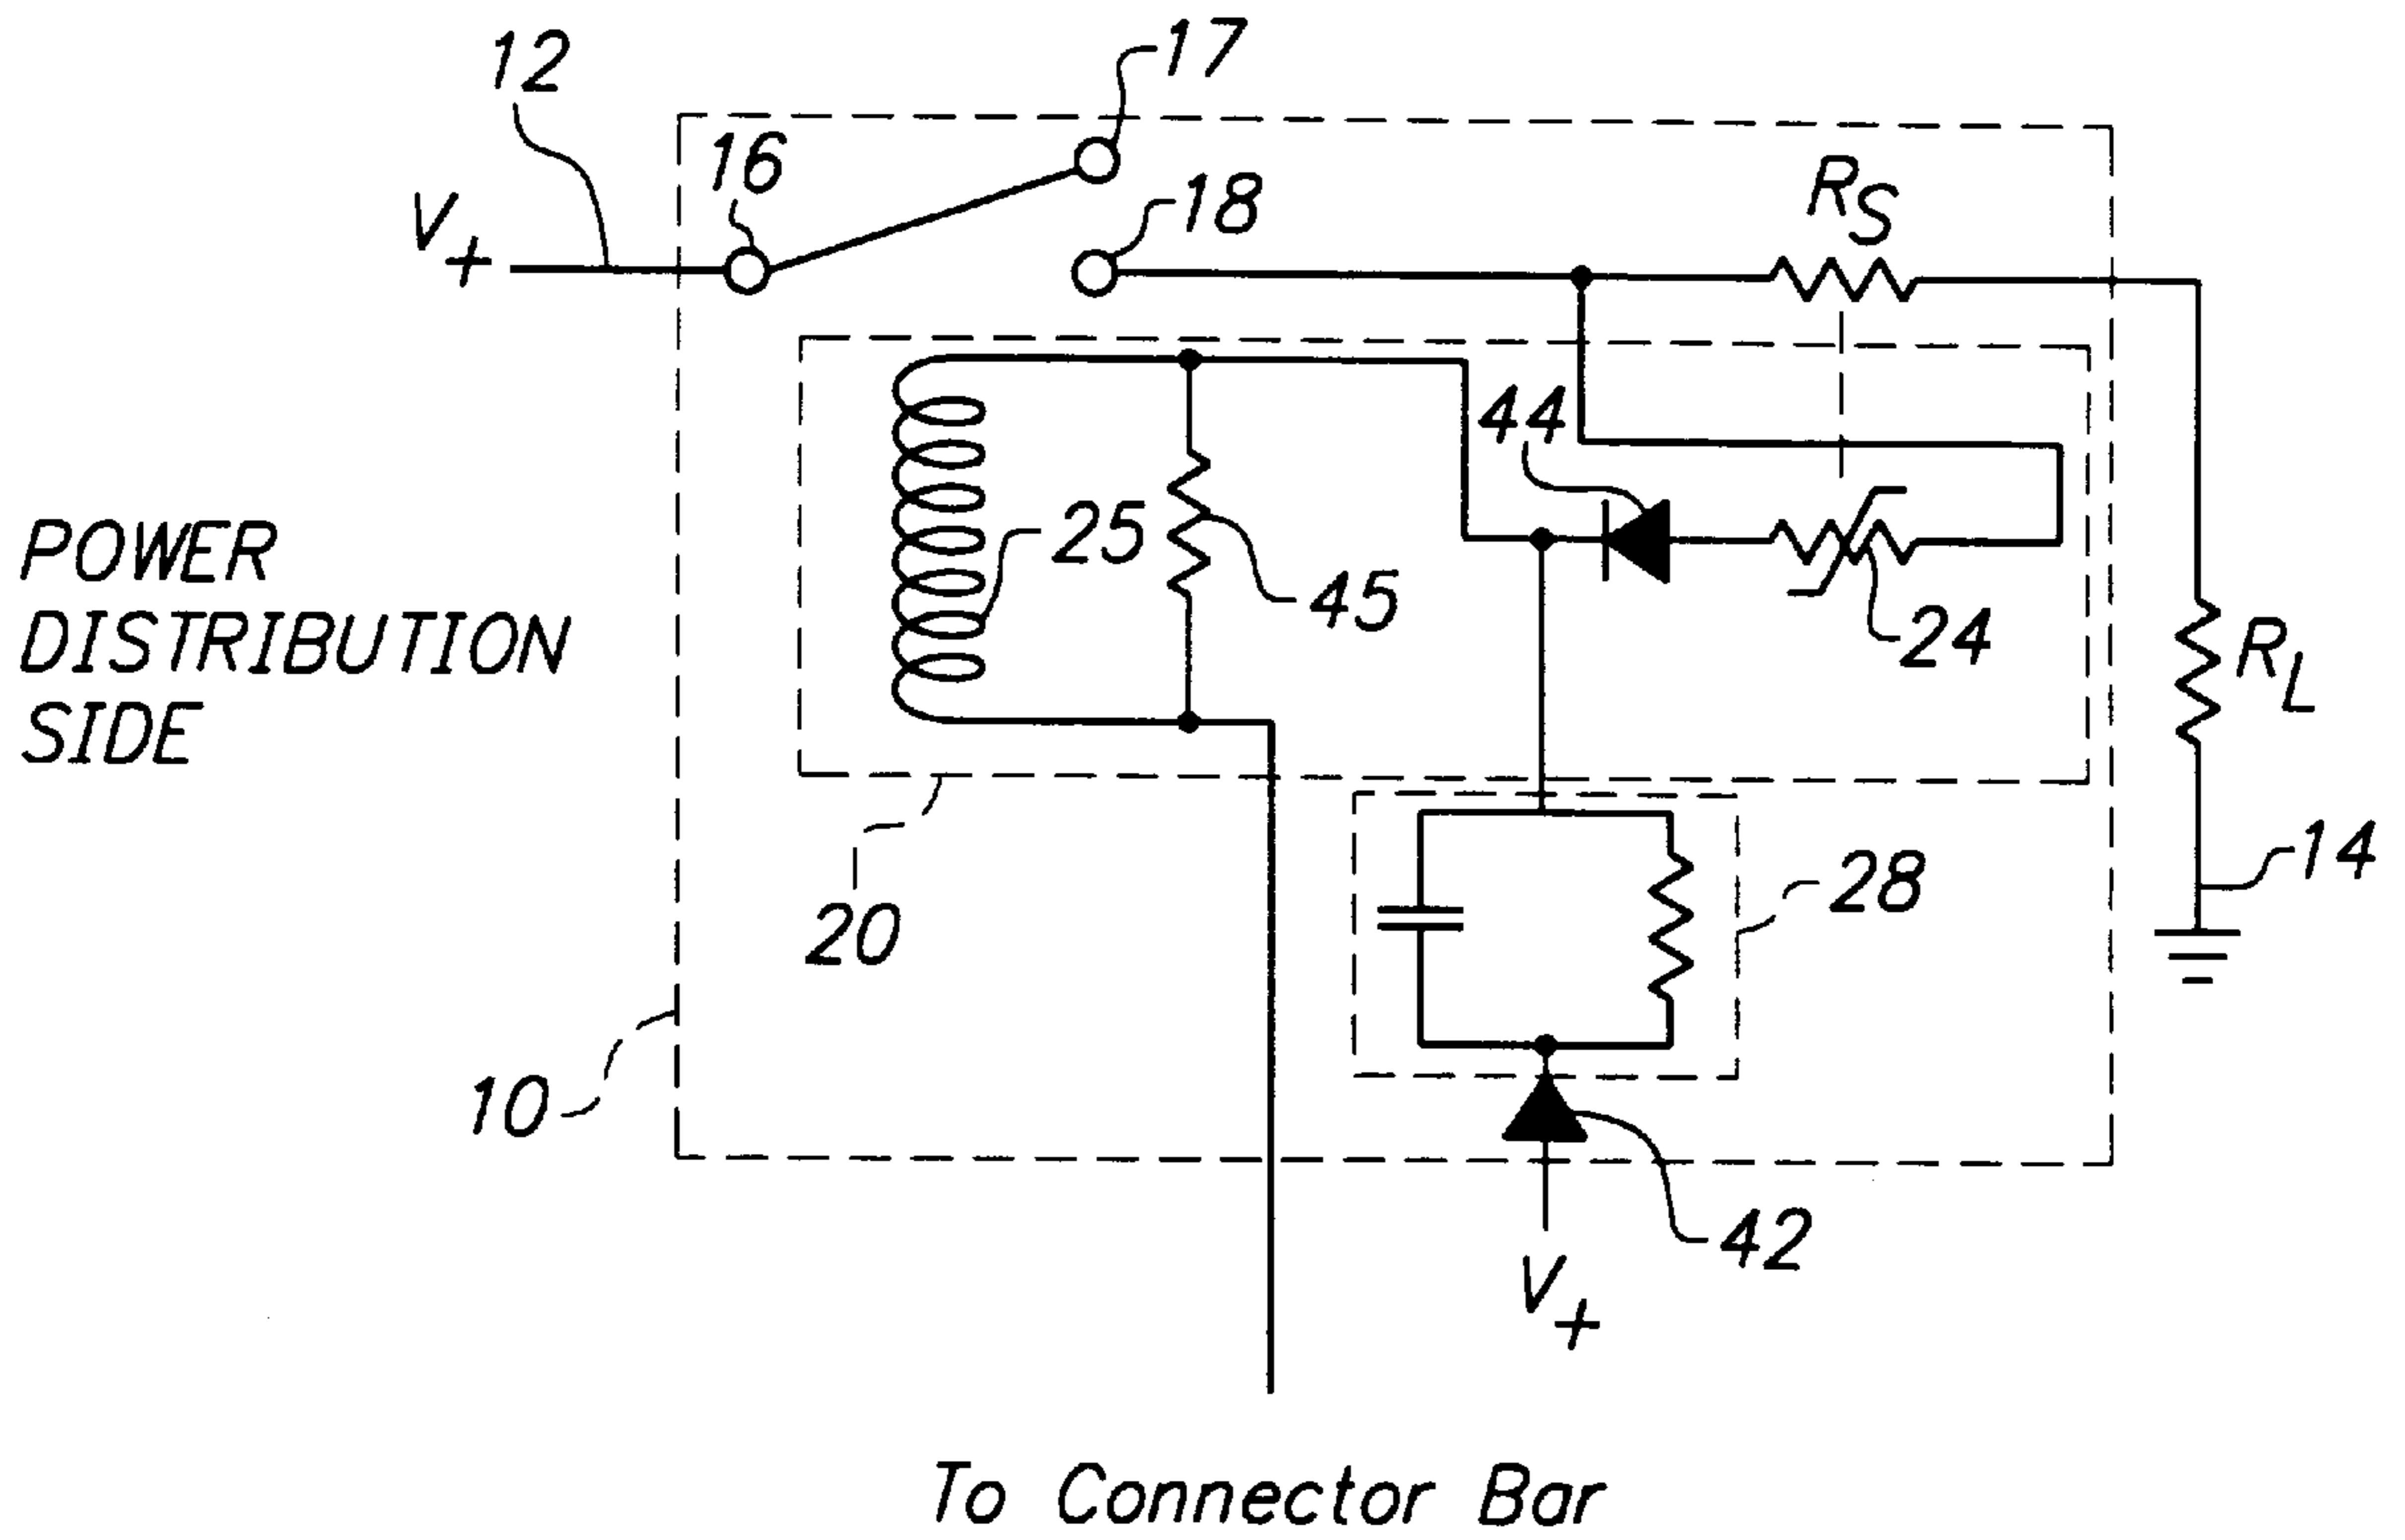 12
17
16
18
V+
RS
44
25
45
24
RL
POWER
DISTRIBUTION
SIDE
20
28
14
10
42
V+
To Connector Bar